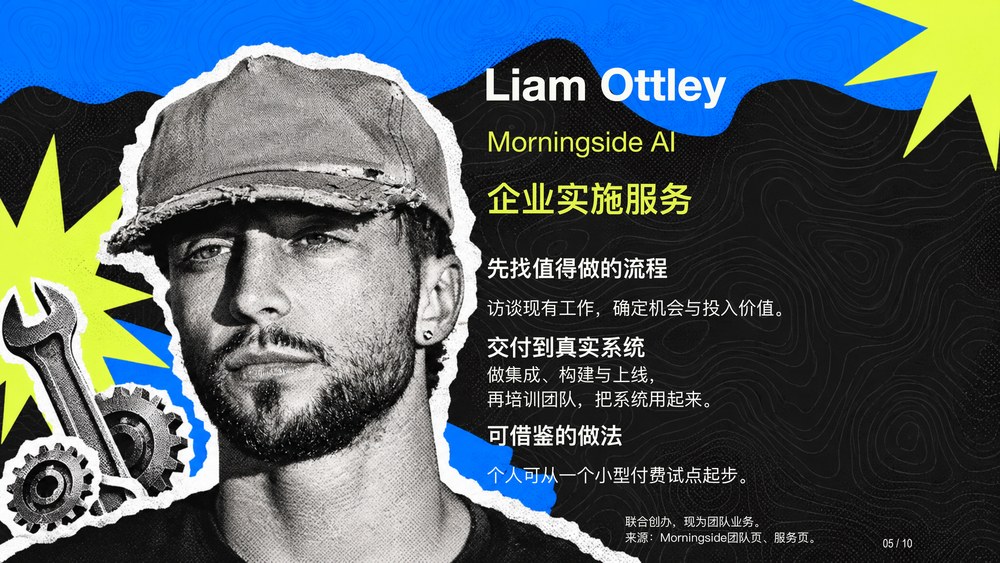 Liam Ottley
Morningside AI
企业实施服务
先找值得做的流程
访谈现有工作，确定机会与投入价值。
交付到真实系统
做集成、构建与上线，
再培训团队，把系统用起来。
可借鉴的做法
个人可从一个小型付费试点起步。
联合创办，现为团队业务。
来源：Morningside团队页、服务页。
05 / 10